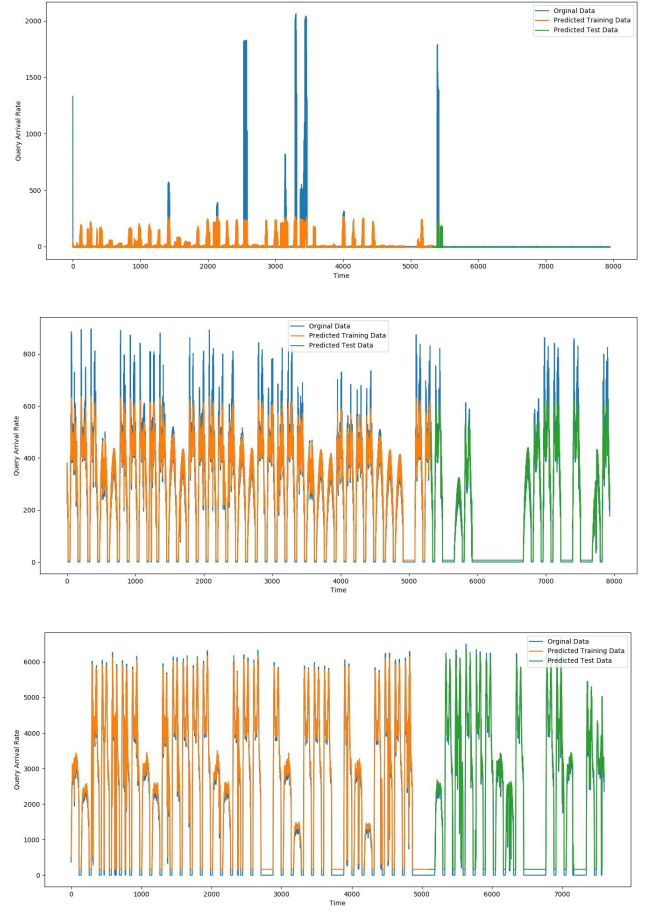 Orginal Data
Predicted Training Data
Predicted Test Data
2000
1500
1000
500
0
Query Arrival Rate
0 1000 2000 3000 4000 5000 6000 7000 8000
Time
Orginal Data
Predicted Training Data
Predicted Test Data
800
600
400
200
0
Query Arrival Rate
0 1000 2000 3000 4000 5000 6000 7000 8000
Time
Orginal Data
Predicted Training Data
Predicted Test Data
6000
5000
4000
3000
2000
1000
0
Query Arrival Rate
0 1000 2000 3000 4000 5000 6000 7000
Time